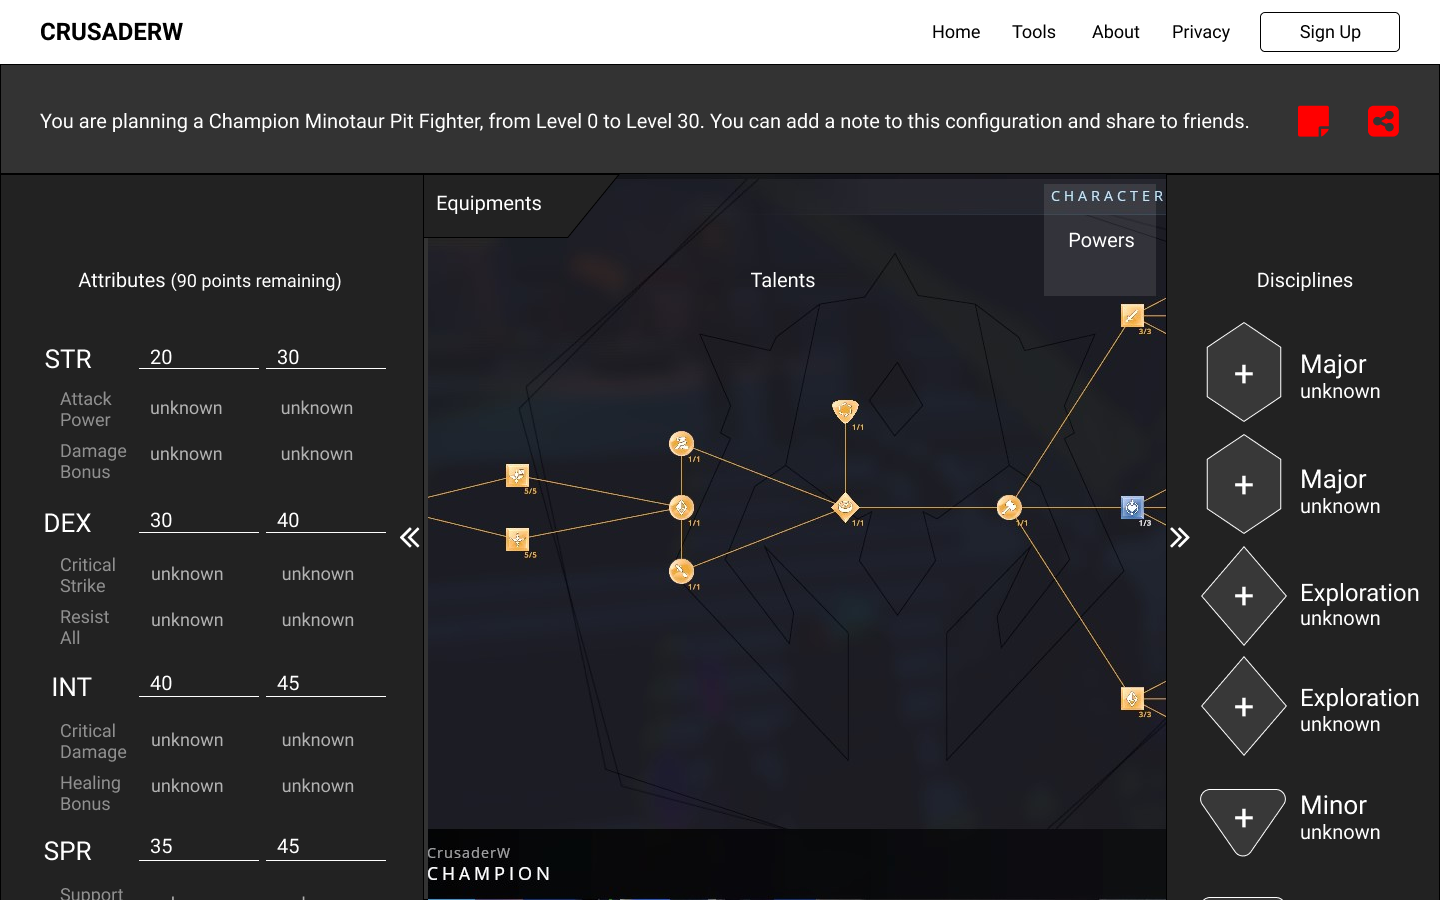 CRUSADERW
Home
Tools
About
Privacy
Sign Up
You are planning a Champion Minotaur Pit Fighter, from Level 0 to Level 30. You can add a note to this configuration and share to friends.
Attributes (90 points remaining)
STR
20
30
Attack
Power
unknown
unknown
Damage
Bonus
unknown
unknown
DEX
30
40
Critical
Strike
unknown
unknown
Resist
All
unknown
unknown
INT
40
45
Critical
Damage
unknown
unknown
Healing
Bonus
unknown
unknown
SPR
35
45
Support
Equipments
CHARACTER
Powers
Talents
3/3
1/1
1/1
5/5
1/1
1/1
1/1
1/3
5/5
1/1
3/3
CrusaderW
CHAMPION
Disciplines
Major
unknown
Major
unknown
Exploration
unknown
Exploration
unknown
Minor
unknown